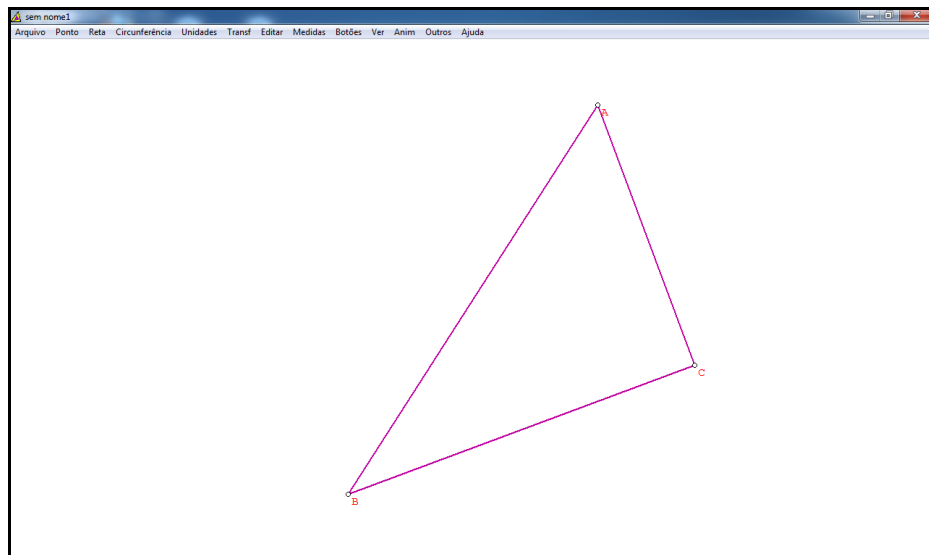 sem nome1
Arquivo Ponto Reta Circunferência Unidades Transf Editar Medidas Botões Ver Anim Outros Ajuda
A
C
B